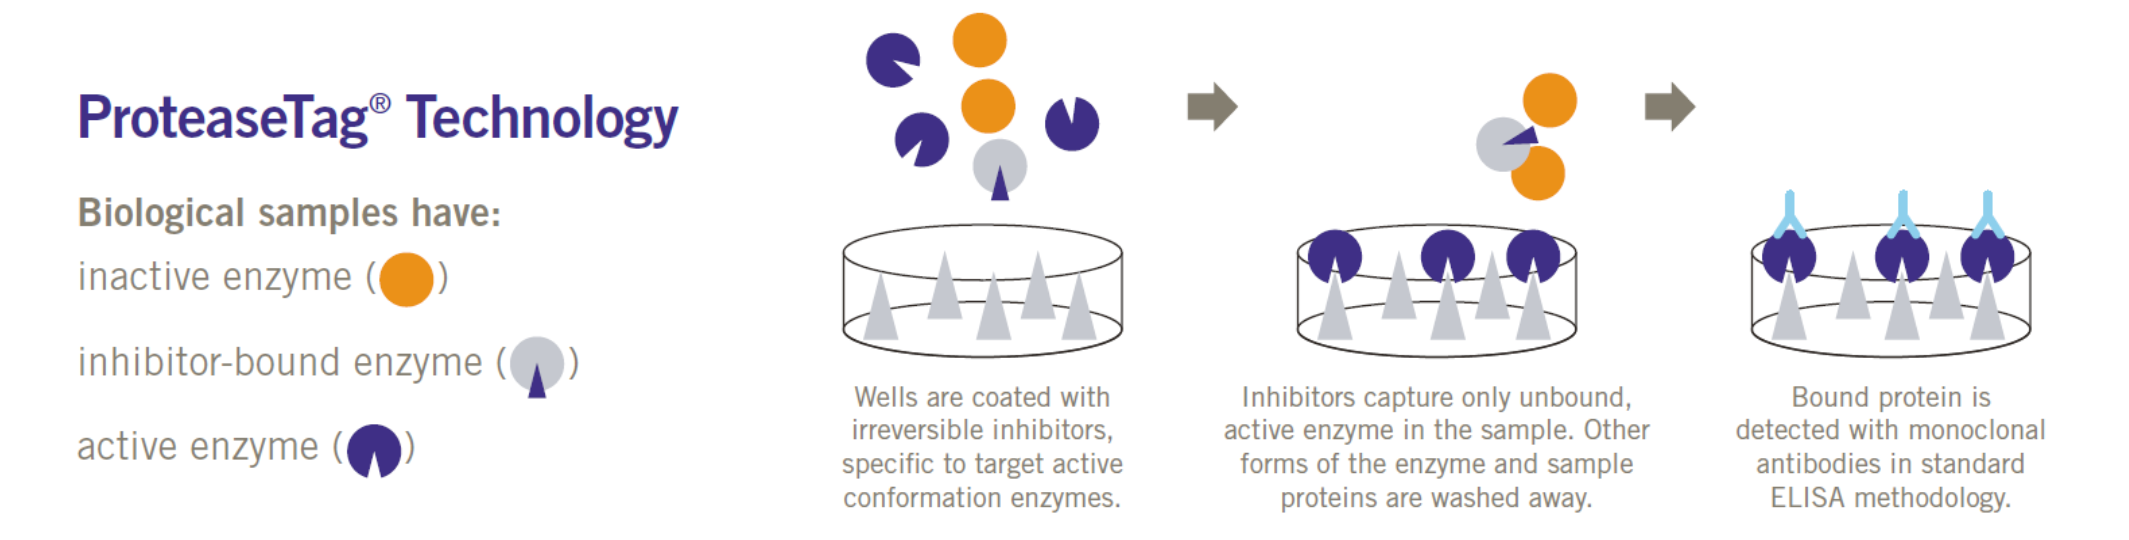 ProteaseTag® Technology
Biological samples have:
inactive enzyme ( )
inhibitor-bound enzyme ( )
active enzyme ( )
Wells are coated with
irreversible inhibitors,
specific to target active
conformation enzymes.
Inhibitors capture only unbound,
active enzyme in the sample. Other
forms of the enzyme and sample
proteins are washed away.
Bound protein is
detected with monoclonal
antibodies in standard
ELISA methodology.